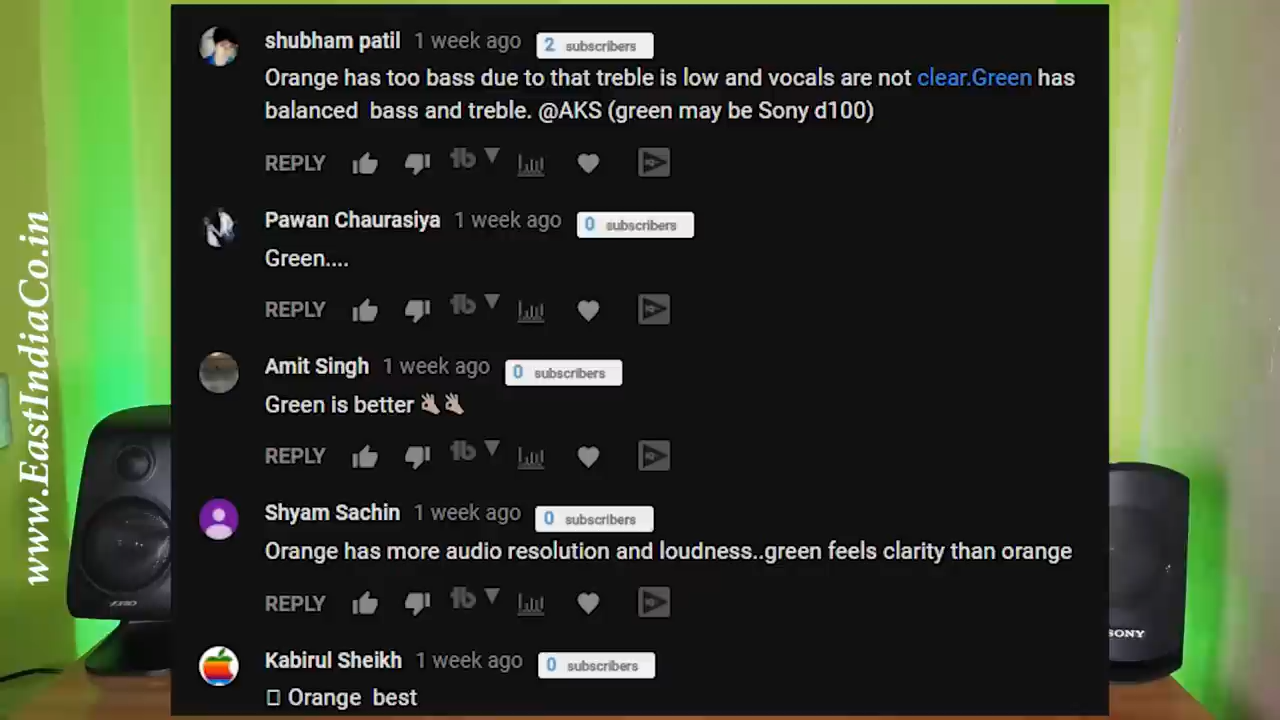 shubham patil 1 week ago 2 subscribers
Orange has too bass due to that treble is low and vocals are not clear.Green has
balanced bass and treble. @AKS (green may be Sony d100)
REPLY
Pawan Chaurasiya 1 week ago 0 subscribers
Green....
REPLY
Amit Singh 1 week ago 0 subscribers
Green is better 👌🏼👌🏼
REPLY
Shyam Sachin 1 week ago 0 subscribers
Orange has more audio resolution and loudness..green feels clarity than orange
REPLY
Kabirul Sheikh 1 week ago 0 subscribers
Orange best
www.EastIndiaCo.in
F&D
SONY